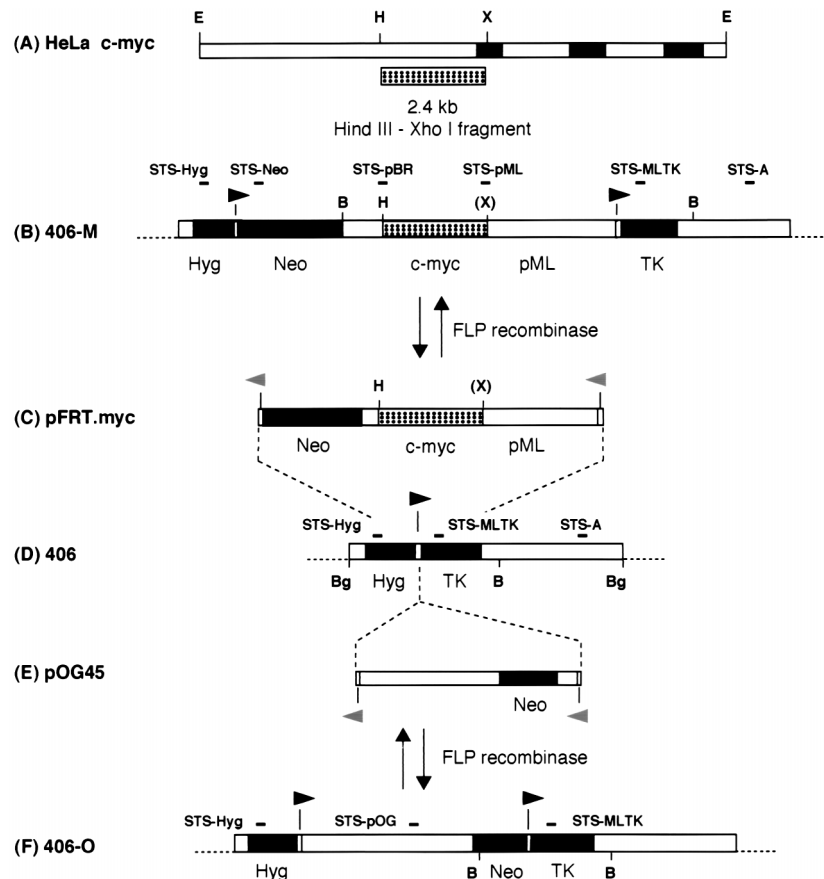 E H X E
(A) HeLa c-myc
2.4 kb
Hind III - Xho I fragment
STS-Hyg STS-Neo STS-pBR STS-pML STS-MLTK STS-A
B H (X) B
(B) 406-M
Hyg Neo c-myc pML TK
FLP recombinase
H (X)
(C) pFRT.myc
Neo c-myc pML
STS-Hyg STS-MLTK STS-A
(D) 406
Bg Hyg TK B Bg
(E) pOG45
Neo
FLP recombinase
STS-Hyg STS-pOG STS-MLTK
(F) 406-O
Hyg B Neo TK B